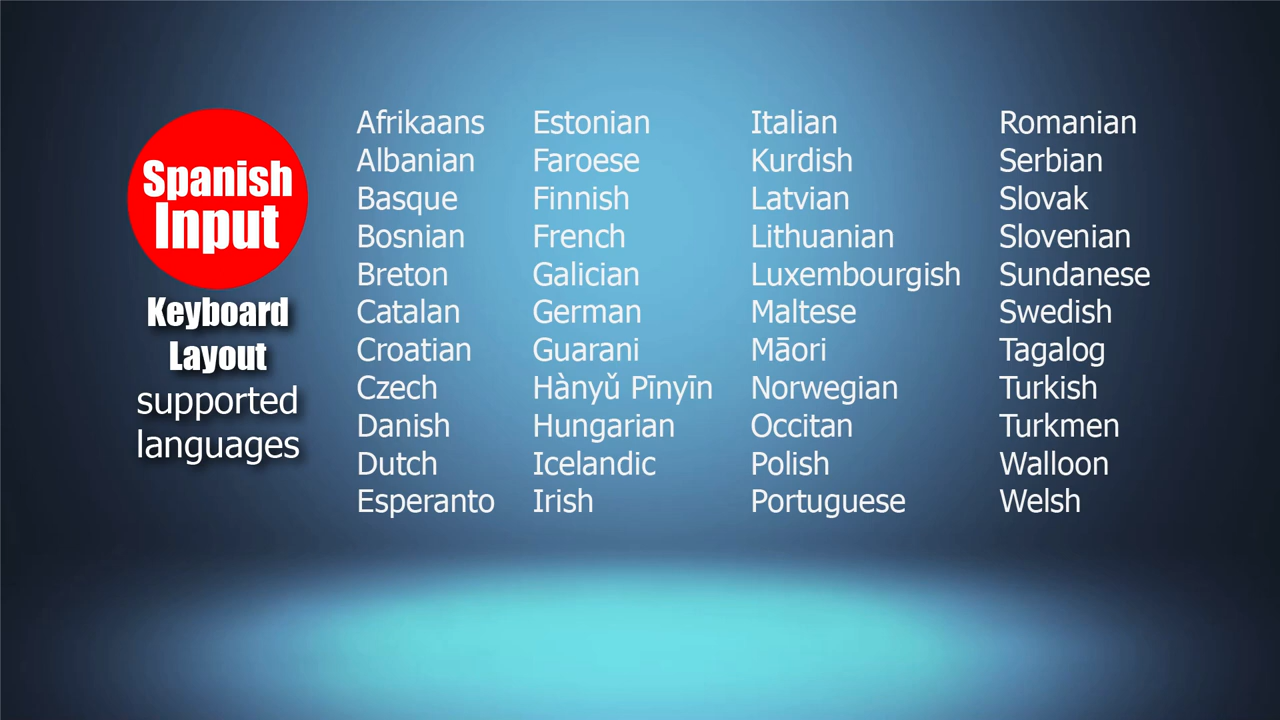 Spanish
Input
Keyboard
Layout
supported
languages
Afrikaans
Albanian
Basque
Bosnian
Breton
Catalan
Croatian
Czech
Danish
Dutch
Esperanto
Estonian
Faroese
Finnish
French
Galician
German
Guarani
Hànyǔ Pīnyīn
Hungarian
Icelandic
Irish
Italian
Kurdish
Latvian
Lithuanian
Luxembourgish
Maltese
Māori
Norwegian
Occitan
Polish
Portuguese
Romanian
Serbian
Slovak
Slovenian
Sundanese
Swedish
Tagalog
Turkish
Turkmen
Walloon
Welsh